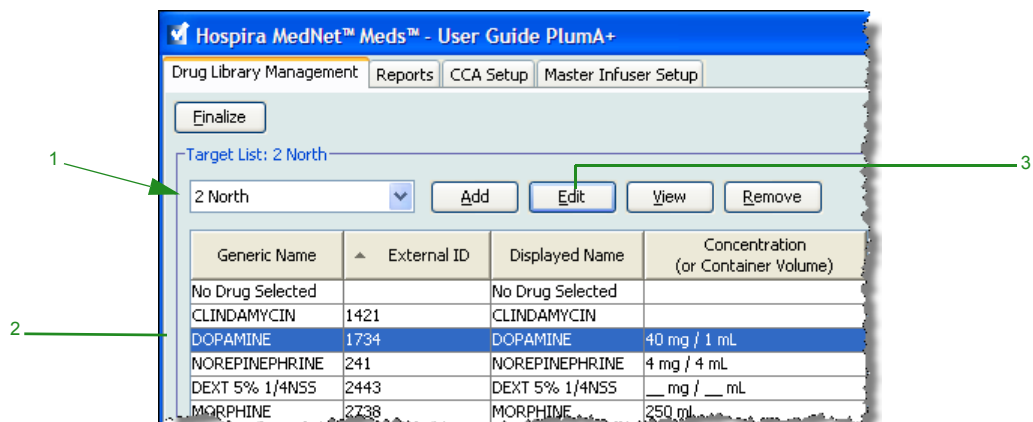 Hospira MedNet™ Meds™ - User Guide PlumA+
Drug Library Management Reports CCA Setup Master Infuser Setup
Finalize
1
Target List: 2 North
3
2 North Add Edit View Remove
Generic Name External ID Displayed Name Concentration
(or Container Volume)
No Drug Selected No Drug Selected
CLINDAMYCIN 1421 CLINDAMYCIN
2
DOPAMINE 1734 DOPAMINE 40 mg / 1 mL
NOREPINEPHRINE 241 NOREPINEPHRINE 4 mg / 4 mL
DEXT 5% 1/4NSS 2443 DEXT 5% 1/4NSS __ mg / __ mL
MORPHINE 2738 MORPHINE 250 mL